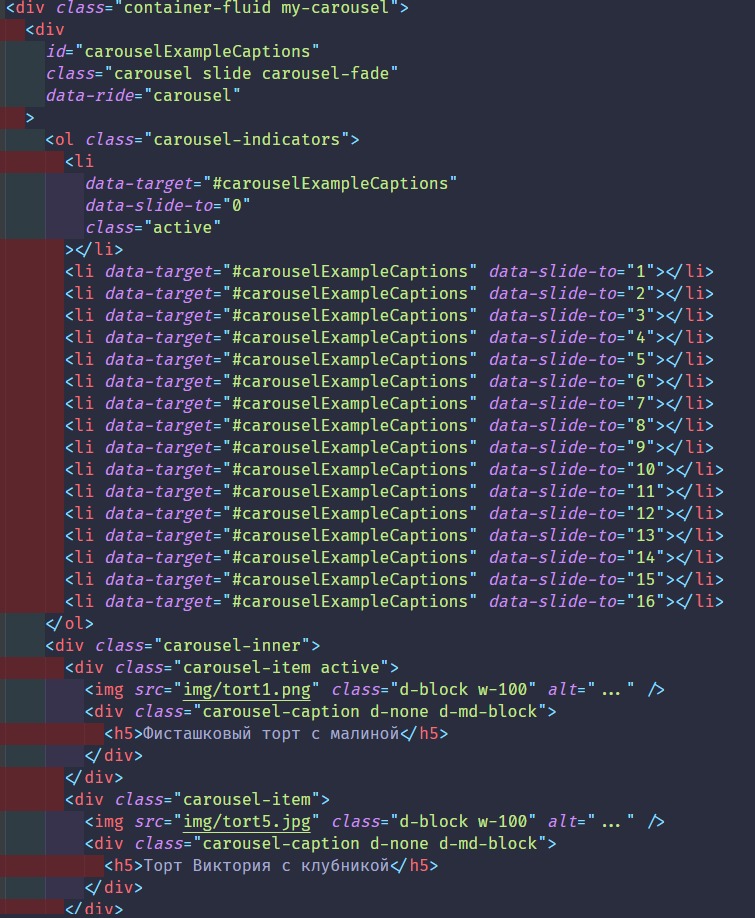 <div class="container-fluid my-carousel">
<div
id="carouselExampleCaptions"
class="carousel slide carousel-fade"
data-ride="carousel"
>
<ol class="carousel-indicators">
<li
data-target="#carouselExampleCaptions"
data-slide-to="0"
class="active"
></li>
<li data-target="#carouselExampleCaptions" data-slide-to="1"></li>
<li data-target="#carouselExampleCaptions" data-slide-to="2"></li>
<li data-target="#carouselExampleCaptions" data-slide-to="3"></li>
<li data-target="#carouselExampleCaptions" data-slide-to="4"></li>
<li data-target="#carouselExampleCaptions" data-slide-to="5"></li>
<li data-target="#carouselExampleCaptions" data-slide-to="6"></li>
<li data-target="#carouselExampleCaptions" data-slide-to="7"></li>
<li data-target="#carouselExampleCaptions" data-slide-to="8"></li>
<li data-target="#carouselExampleCaptions" data-slide-to="9"></li>
<li data-target="#carouselExampleCaptions" data-slide-to="10"></li>
<li data-target="#carouselExampleCaptions" data-slide-to="11"></li>
<li data-target="#carouselExampleCaptions" data-slide-to="12"></li>
<li data-target="#carouselExampleCaptions" data-slide-to="13"></li>
<li data-target="#carouselExampleCaptions" data-slide-to="14"></li>
<li data-target="#carouselExampleCaptions" data-slide-to="15"></li>
<li data-target="#carouselExampleCaptions" data-slide-to="16"></li>
</ol>
<div class="carousel-inner">
<div class="carousel-item active">
<img src="img/tort1.png" class="d-block w-100" alt="..." />
<div class="carousel-caption d-none d-md-block">
<h5>Фисташковый торт с малиной</h5>
</div>
</div>
<div class="carousel-item">
<img src="img/tort5.jpg" class="d-block w-100" alt="..." />
<div class="carousel-caption d-none d-md-block">
<h5>Торт Виктория с клубникой</h5>
</div>
</div>